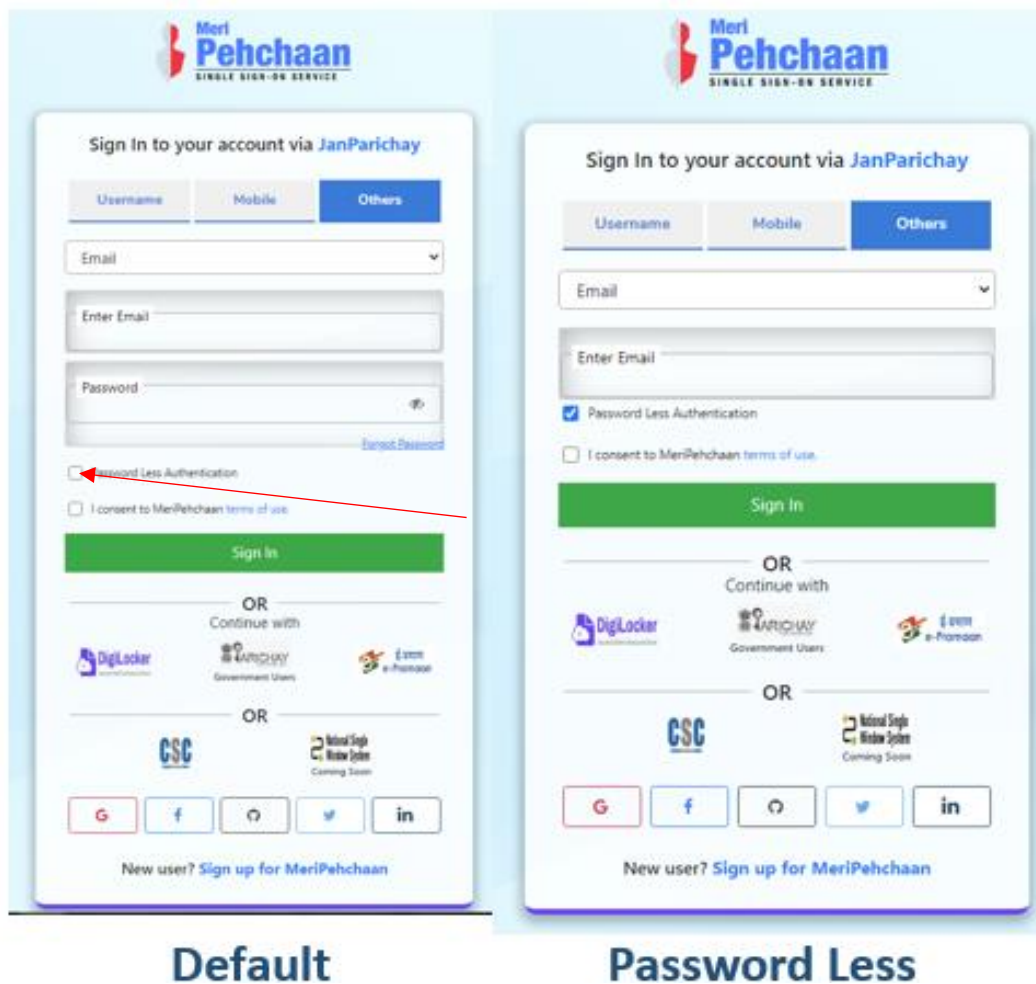 Meri
Pehchaan
SINGLE SIGN-ON SERVICE
Sign In to your account via JanParichay
Username Mobile Others
Email
Enter Email
Password
Forgot Password
Password Less Authentication
I consent to MeriPehchaan terms of use.
Sign In
OR
Continue with
DigiLocker
PARICHAY
Government Users
e-Pramaan
OR
CSC
National Single
Window System
Coming Soon
G f in
New user? Sign up for MeriPehchaan
Default
Meri
Pehchaan
SINGLE SIGN-ON SERVICE
Sign In to your account via JanParichay
Username Mobile Others
Email
Enter Email
Password Less Authentication
I consent to MeriPehchaan terms of use.
Sign In
OR
Continue with
DigiLocker
PARICHAY
Government Users
e-Pramaan
OR
CSC
National Single
Window System
Coming Soon
G f in
New user? Sign up for MeriPehchaan
Password Less